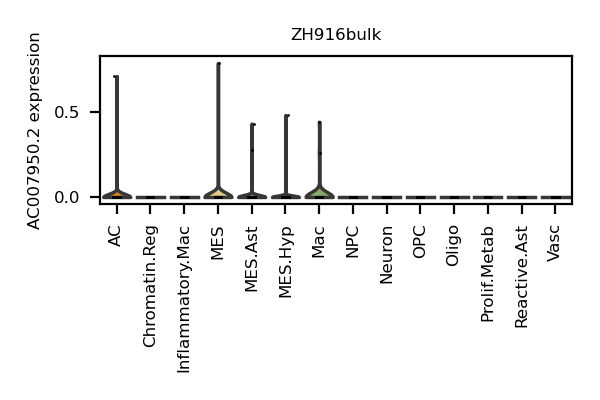 ZH916bulk
AC007950.2 expression
0.5
0.0
AC
Chromatin.Reg
Inflammatory.Mac
MES
MES.Ast
MES.Hyp
Mac
NPC
Neuron
OPC
Oligo
Prolif.Metab
Reactive.Ast
Vasc